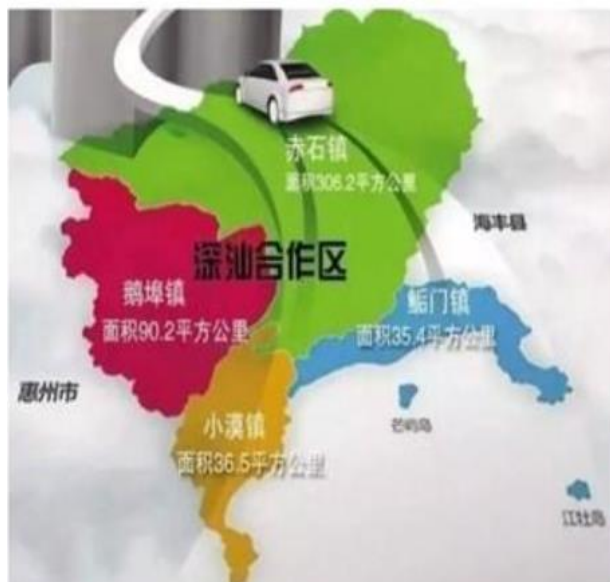 赤石镇
面积306.2平方公里
海丰县
深汕合作区
鹅埠镇
面积90.2平方公里
鲘门镇
面积35.4平方公里
惠州市
芒屿岛
小漠镇
面积36.5平方公里
江牡岛